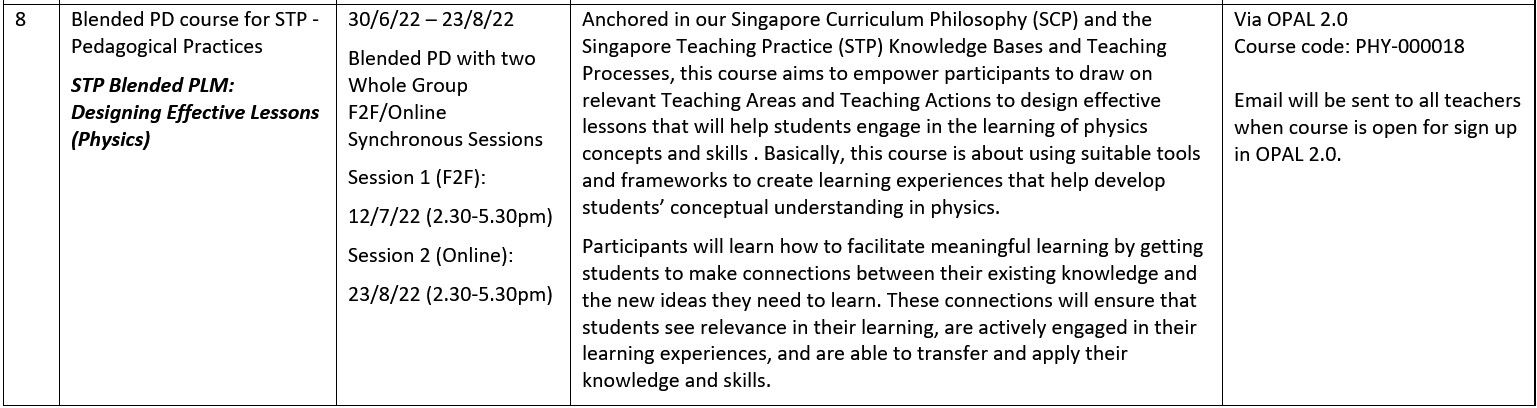 8
Blended PD course for STP -
Pedagogical Practices
STP Blended PLM:
Designing Effective Lessons
(Physics)
30/6/22 – 23/8/22
Blended PD with two
Whole Group
F2F/Online
Synchronous Sessions
Session 1 (F2F):
12/7/22 (2.30-5.30pm)
Session 2 (Online):
23/8/22 (2.30-5.30pm)
Anchored in our Singapore Curriculum Philosophy (SCP) and the
Singapore Teaching Practice (STP) Knowledge Bases and Teaching
Processes, this course aims to empower participants to draw on
relevant Teaching Areas and Teaching Actions to design effective
lessons that will help students engage in the learning of physics
concepts and skills . Basically, this course is about using suitable tools
and frameworks to create learning experiences that help develop
students’ conceptual understanding in physics.
Participants will learn how to facilitate meaningful learning by getting
students to make connections between their existing knowledge and
the new ideas they need to learn. These connections will ensure that
students see relevance in their learning, are actively engaged in their
learning experiences, and are able to transfer and apply their
knowledge and skills.
Via OPAL 2.0
Course code: PHY-000018
Email will be sent to all teachers
when course is open for sign up
in OPAL 2.0.